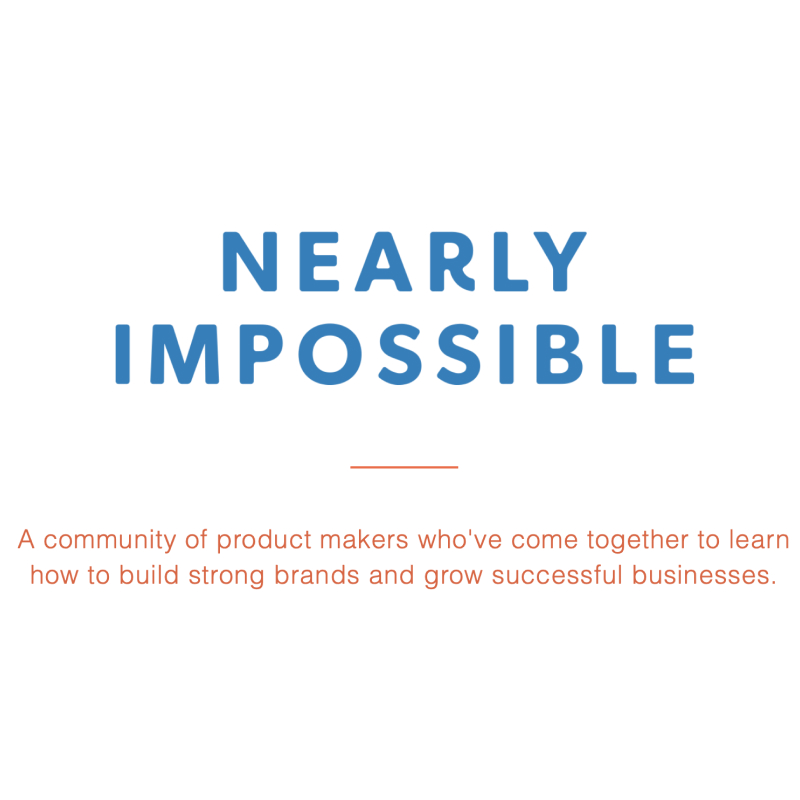 NEARLY
IMPOSSIBLE
A community of product makers who've come together to learn
how to build strong brands and grow successful businesses.